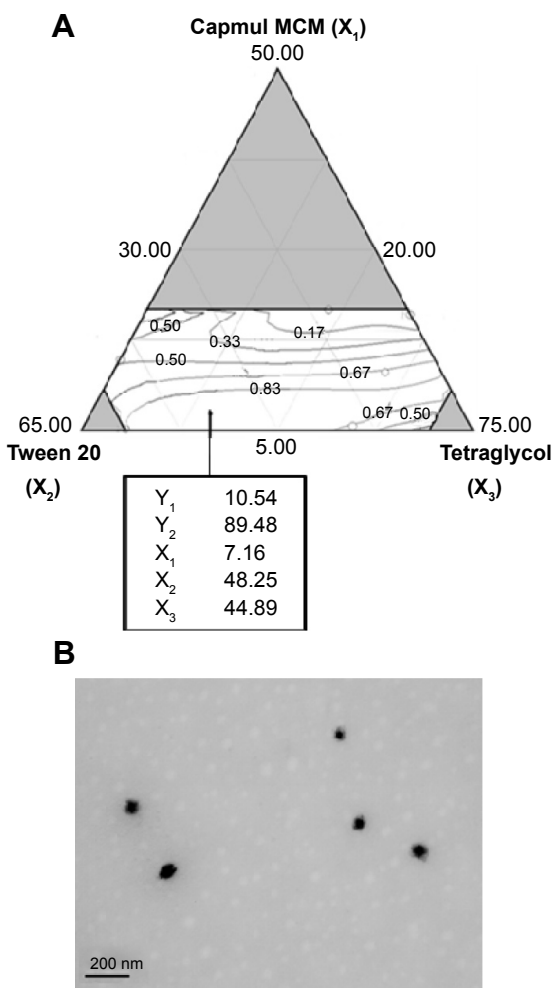 A
Capmul MCM (X₁)
50.00
30.00 20.00
0.50 0.33 0.17
0.50 0.67
0.83
0.67 0.50
65.00 5.00 75.00
Tween 20 Tetraglycol
(X₂) (X₃)
Y₁ 10.54
Y₂ 89.48
X₁ 7.16
X₂ 48.25
X₃ 44.89
B
200 nm